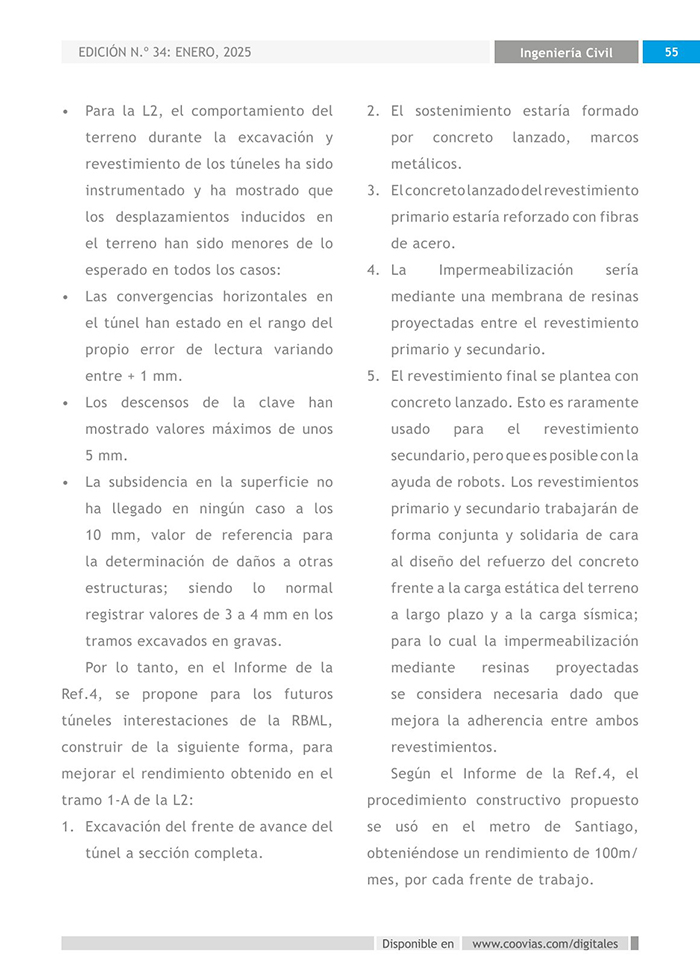 EDICIÓN N.º 34: ENERO, 2025
Ingeniería Civil
55
• Para la L2, el comportamiento del
terreno durante la excavación y
revestimiento de los túneles ha sido
instrumentado y ha mostrado que
los desplazamientos inducidos en
el terreno han sido menores de lo
esperado en todos los casos:
• Las convergencias horizontales en
el túnel han estado en el rango del
propio error de lectura variando
entre + 1 mm.
• Los descensos de la clave han
mostrado valores máximos de unos
5 mm.
• La subsidencia en la superficie no
ha llegado en ningún caso a los
10 mm, valor de referencia para
la determinación de daños a otras
estructuras; siendo lo normal
registrar valores de 3 a 4 mm en los
tramos excavados en gravas.
Por lo tanto, en el Informe de la
Ref.4, se propone para los futuros
túneles interestaciones de la RBML,
construir de la siguiente forma, para
mejorar el rendimiento obtenido en el
tramo 1-A de la L2:
1. Excavación del frente de avance del
túnel a sección completa.
2. El sostenimiento estaría formado
por concreto lanzado, marcos
metálicos.
3. El concreto lanzado del revestimiento
primario estaría reforzado con fibras
de acero.
4. La Impermeabilización sería
mediante una membrana de resinas
proyectadas entre el revestimiento
primario y secundario.
5. El revestimiento final se plantea con
concreto lanzado. Esto es raramente
usado para el revestimiento
secundario, pero que es posible con la
ayuda de robots. Los revestimientos
primario y secundario trabajarán de
forma conjunta y solidaria de cara
al diseño del refuerzo del concreto
frente a la carga estática del terreno
a largo plazo y a la carga sísmica;
para lo cual la impermeabilización
mediante resinas proyectadas
se considera necesaria dado que
mejora la adherencia entre ambos
revestimientos.
Según el Informe de la Ref.4, el
procedimiento constructivo propuesto
se usó en el metro de Santiago,
obteniéndose un rendimiento de 100m/
mes, por cada frente de trabajo.
Disponible en
www.coovias.com/digitales